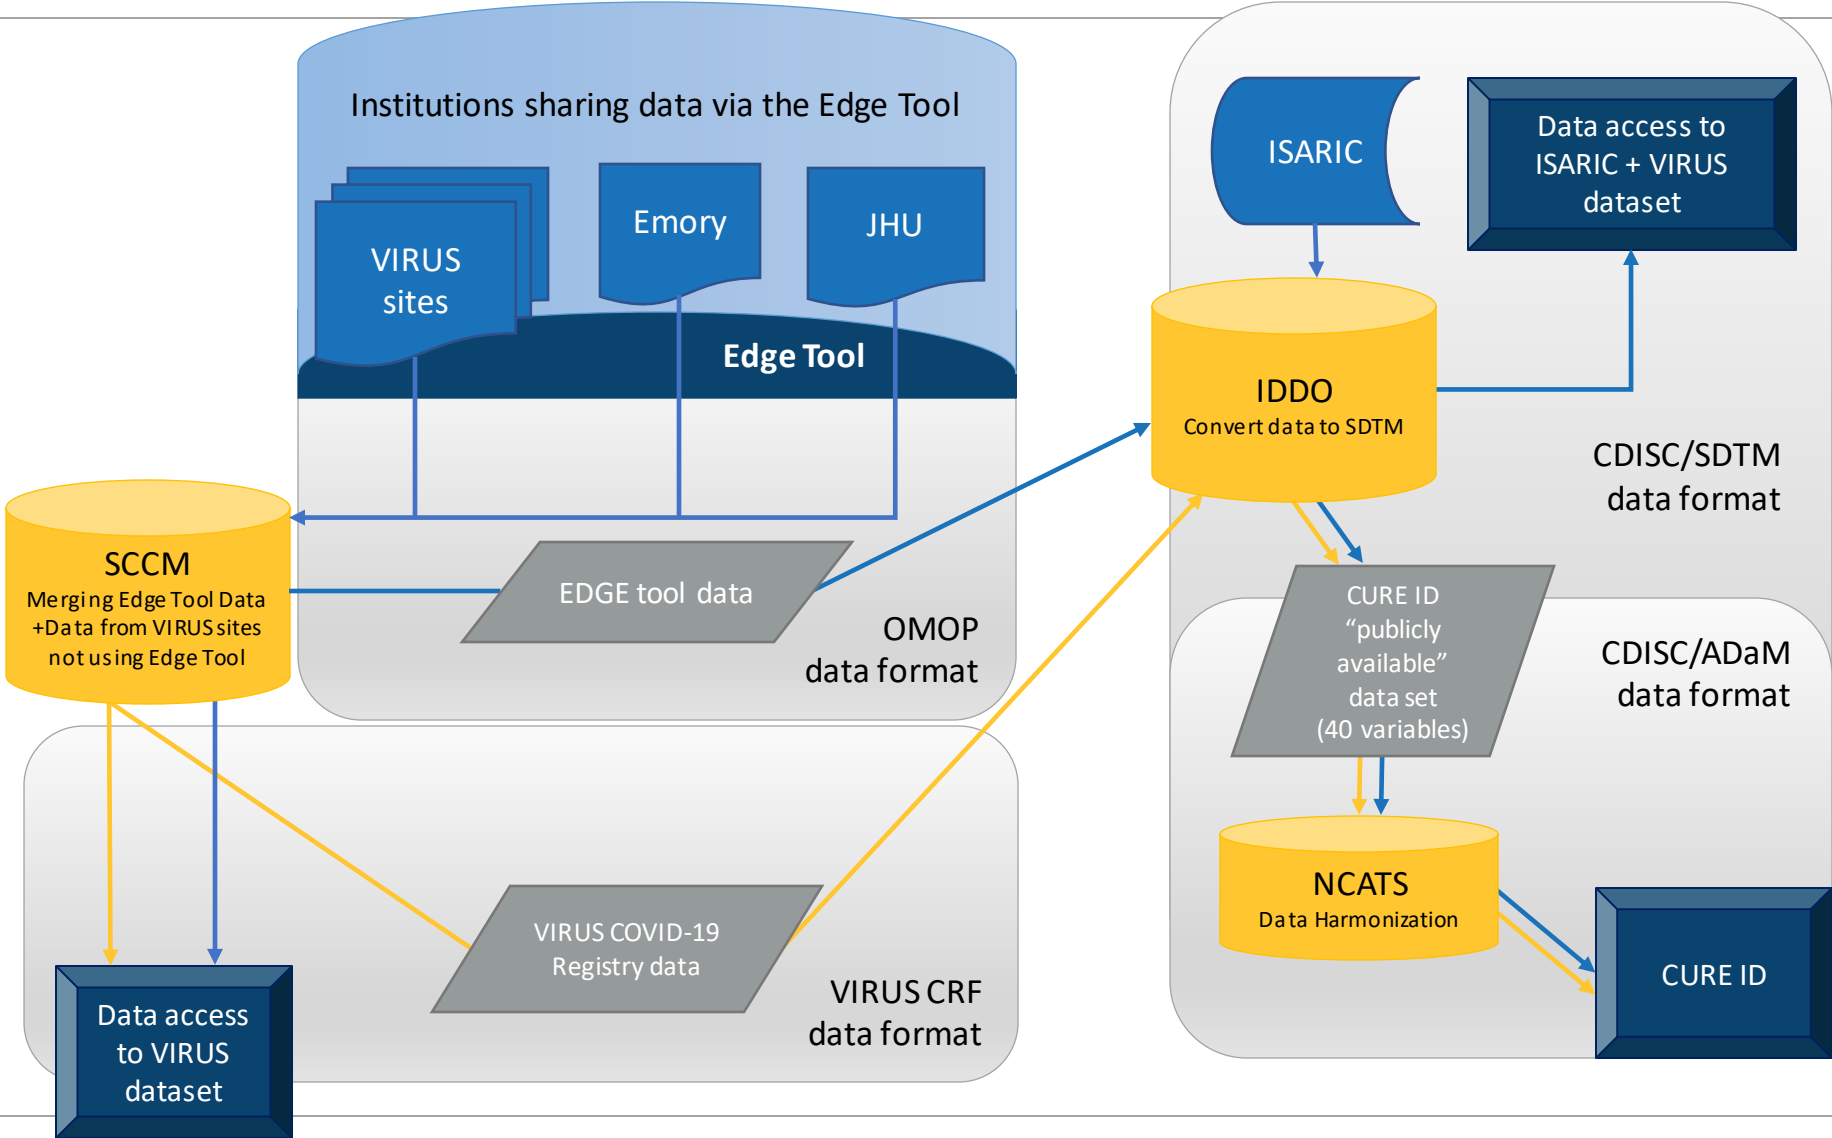 Institutions sharing data via the Edge Tool
VIRUS
sites
Emory
JHU
Edge Tool
SCCM
Merging Edge Tool Data
+Data from VIRUS sites
not using Edge Tool
EDGE tool data
OMOP
data format
VIRUS COVID-19
Registry data
VIRUS CRF
data format
Data access
to VIRUS
dataset
ISARIC
Data access to
ISARIC + VIRUS
dataset
IDDO
Convert data to SDTM
CDISC/SDTM
data format
CURE ID
“publicly
available”
data set
(40 variables)
CDISC/ADaM
data format
NCATS
Data Harmonization
CURE ID